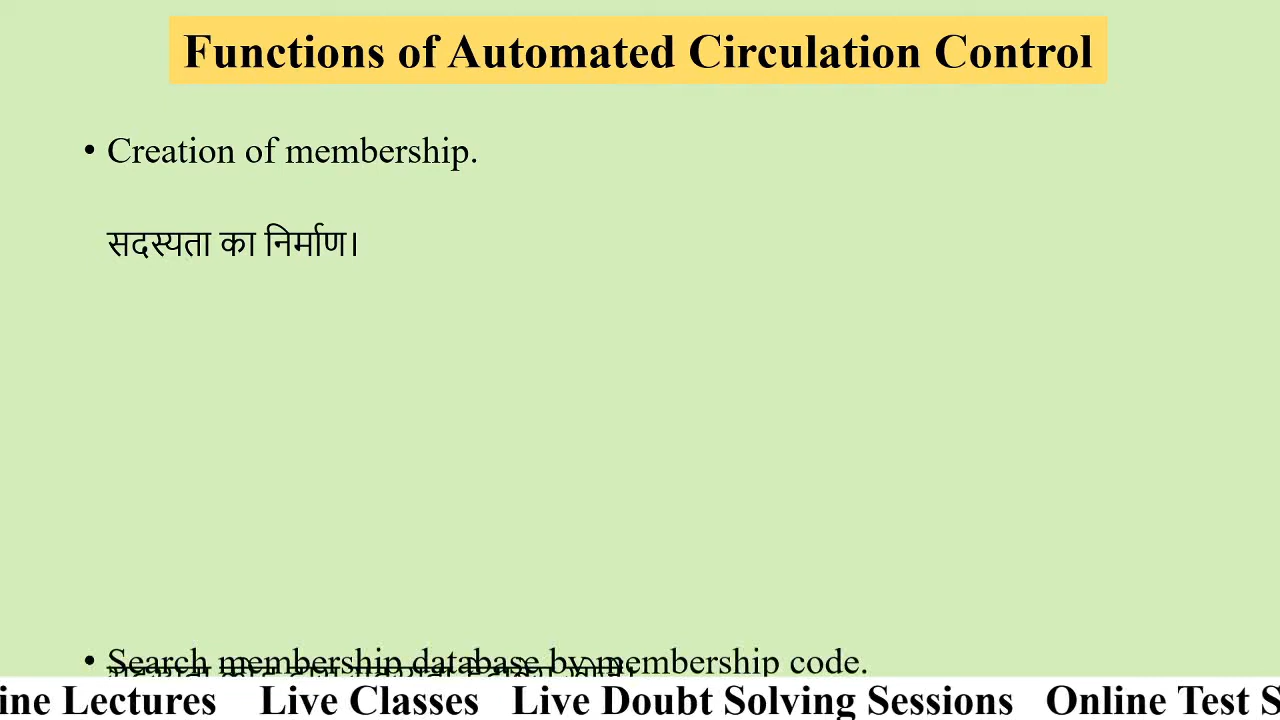 Functions of Automated Circulation Control
• Creation of membership.
सदस्यता का निर्माण।
• Search membership database by membership code.
ine Lectures Live Classes Live Doubt Solving Sessions Online Test S